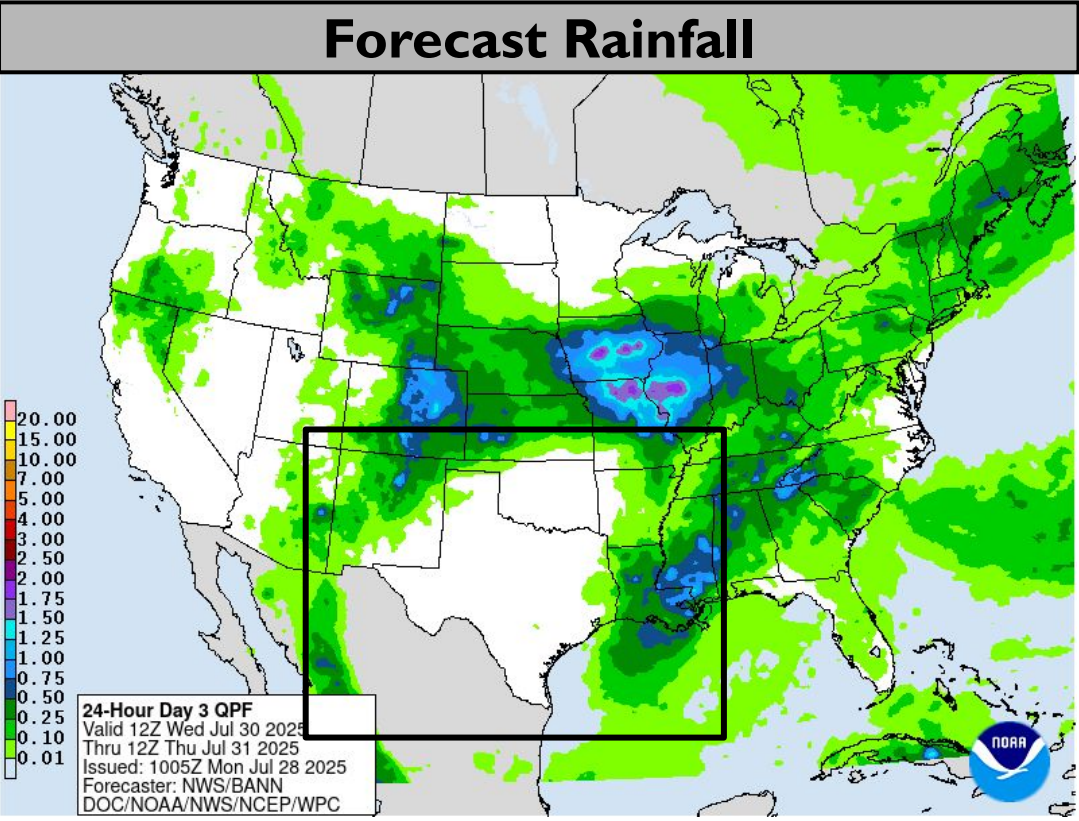 Forecast Rainfall
20.00
15.00
10.00
7.00
5.00
4.00
3.00
2.50
2.00
1.75
1.50
1.25
1.00
0.75
0.50
0.25
0.10
0.01
24-Hour Day 3 QPF
Valid 12Z Wed Jul 30 2025
Thru 12Z Thu Jul 31 2025
Issued: 1005Z Mon Jul 28 2025
Forecaster: NWS/BANN
DOC/NOAA/NWS/NCEP/WPC
NOAA